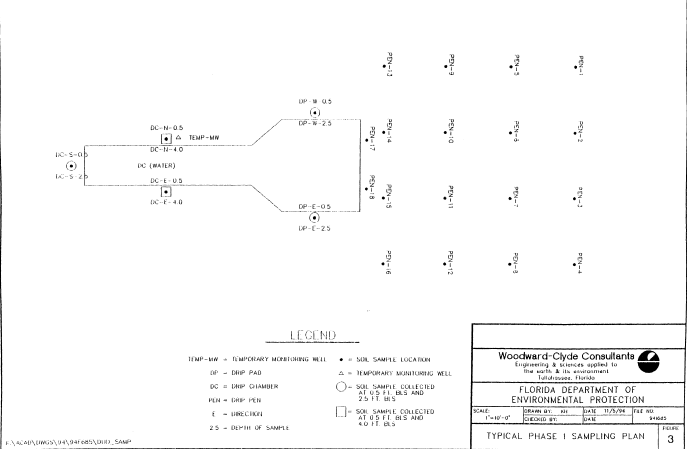 PEN-13
PEN-9
PEN-5
PEN-1
DP-W-0.5
DP-W-2.5
DC-N-0.5
TEMP-MW
DC-N-4.0
PEN-17
PEN-14
PEN-10
PEN-6
PEN-2
DC-S-0.5
DC (WATER)
DC-S-2.5
DC-E-0.5
DC-E-4.0
PEN-18
PEN-15
PEN-11
PEN-7
PEN-3
DP-E-0.5
DP-E-2.5
PEN-16
PEN-12
PEN-8
PEN-4
LEGEND
TEMP-MW = TEMPORARY MONITORING WELL
DP = DRIP PAD
DC = DRIP CHAMBER
PEN = DRIP PEN
E = DIRECTION
2.5 = DEPTH OF SAMPLE
= SOIL SAMPLE LOCATION
= TEMPORARY MONITORING WELL
= SOIL SAMPLE COLLECTED
AT 0.5 FT. BLS AND
2.5 FT. BLS
= SOIL SAMPLE COLLECTED
AT 0.5 FT. BLS AND
4.0 FT. BLS
Woodward-Clyde Consultants
Engineering & sciences applied to
the earth & its environment
Tallahassee, Florida
FLORIDA DEPARTMENT OF
ENVIRONMENTAL PROTECTION
SCALE: 1"=10'-0"
DRAWN BY: KH
DATE 11/5/94
FILE NO.
CHECKED BY:
DATE
94F685
TYPICAL PHASE I SAMPLING PLAN
FIGURE
3